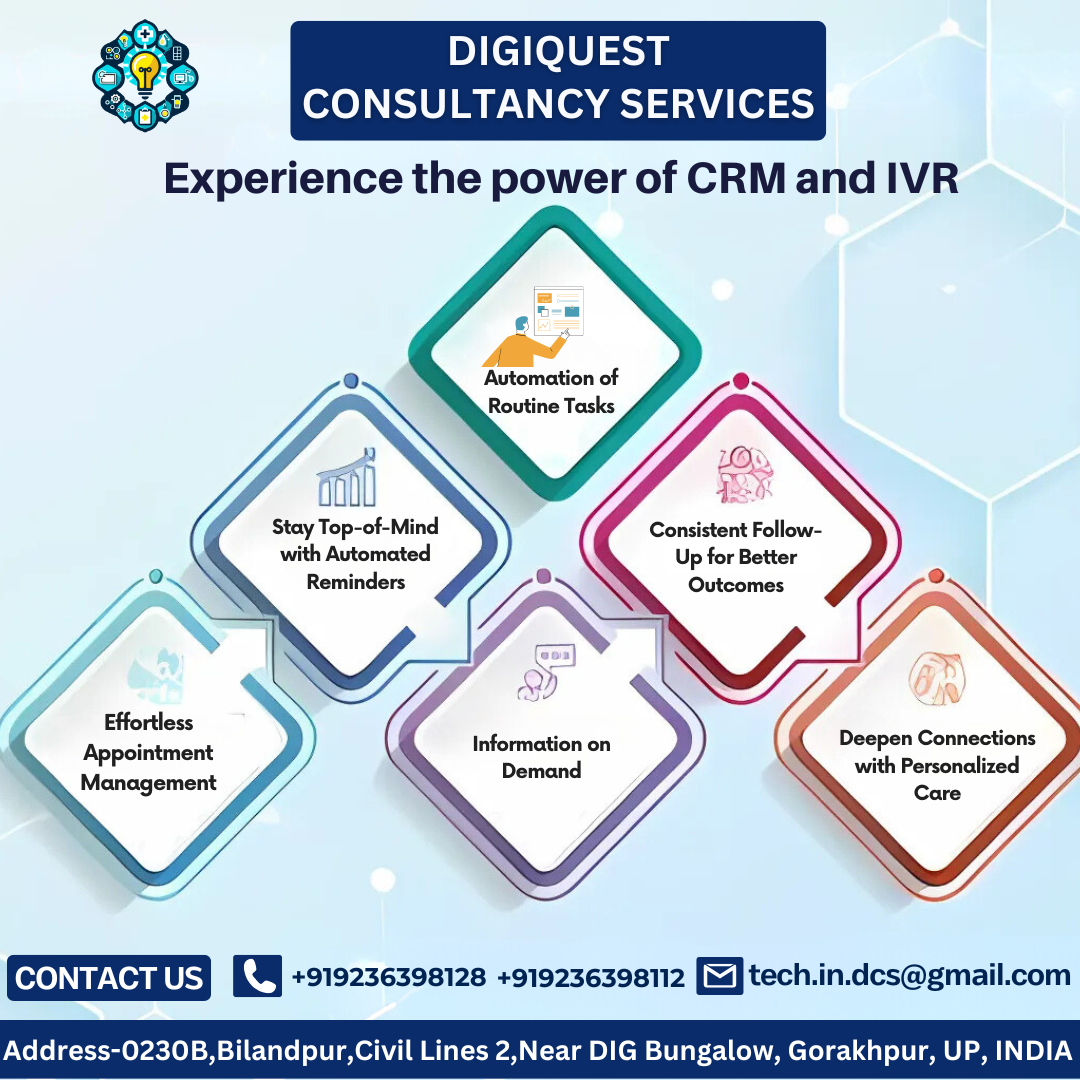 DIGIQUEST
CONSULTANCY SERVICES
Experience the power of CRM and IVR
Automation of
Routine Tasks
Stay Top-of-Mind
with Automated
Reminders
Consistent Follow-
Up for Better
Outcomes
Effortless
Appointment
Management
Information on
Demand
Deepen Connections
with Personalized
Care
CONTACT US
+919236398128
+919236398112
tech.in.dcs@gmail.com
Address-0230B,Bilandpur,Civil Lines 2,Near DIG Bungalow, Gorakhpur, UP, INDIA